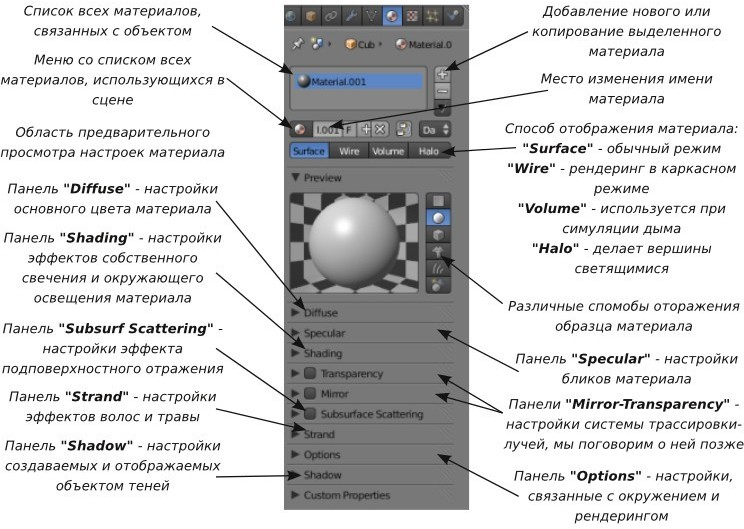 Список всех материалов,
связанных с объектом
Меню со списком всех
материалов, использующихся в
сцене
Область предварительного
просмотра настроек материала
Панель "Diffuse" - настройки
основного цвета материала
Панель "Shading" - настройки
эффектов собственного
свечения и окружающего
освещения материала
Панель "Subsurf Scattering" -
настройки эффекта
подповерхностного отражения
Панель "Strand" - настройки
эффектов волос и травы
Панель "Shadow" - настройки
создаваемых и отображаемых
объектом теней
Cub
Material.0
Material.001
l.001 F
Da
Surface Wire Volume Halo
Preview
Diffuse
Specular
Shading
Transparency
Mirror
Subsurface Scattering
Strand
Options
Shadow
Custom Properties
Добавление нового или
копирование выделенного
материала
Место изменения имени
материала
Способ отображения материала:
"Surface" - обычный режим
"Wire" - рендеринг в каркасном
режиме
"Volume" - используется при
симуляции дыма
"Halo" - делает вершины
светящимися
Различные спомобы оторажения
образца материала
Панель "Specular" - настройки
бликов материала
Панели "Mirror-Transparency" -
настройки системы трассировки-
лучей, мы поговорим о ней позже
Панель "Options" - настройки,
связанные с окружением и
рендерингом